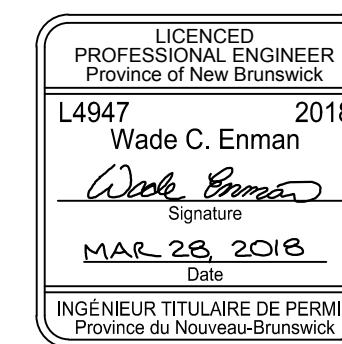 LICENCED
PROFESSIONAL ENGINEER
Province of New Brunswick
L4947 2018
Wade C. Enman
Wade Enman
Signature
MAR 28, 2018
Date
INGÉNIEUR TITULAIRE DE PERMI
Province du Nouveau-Brunswick